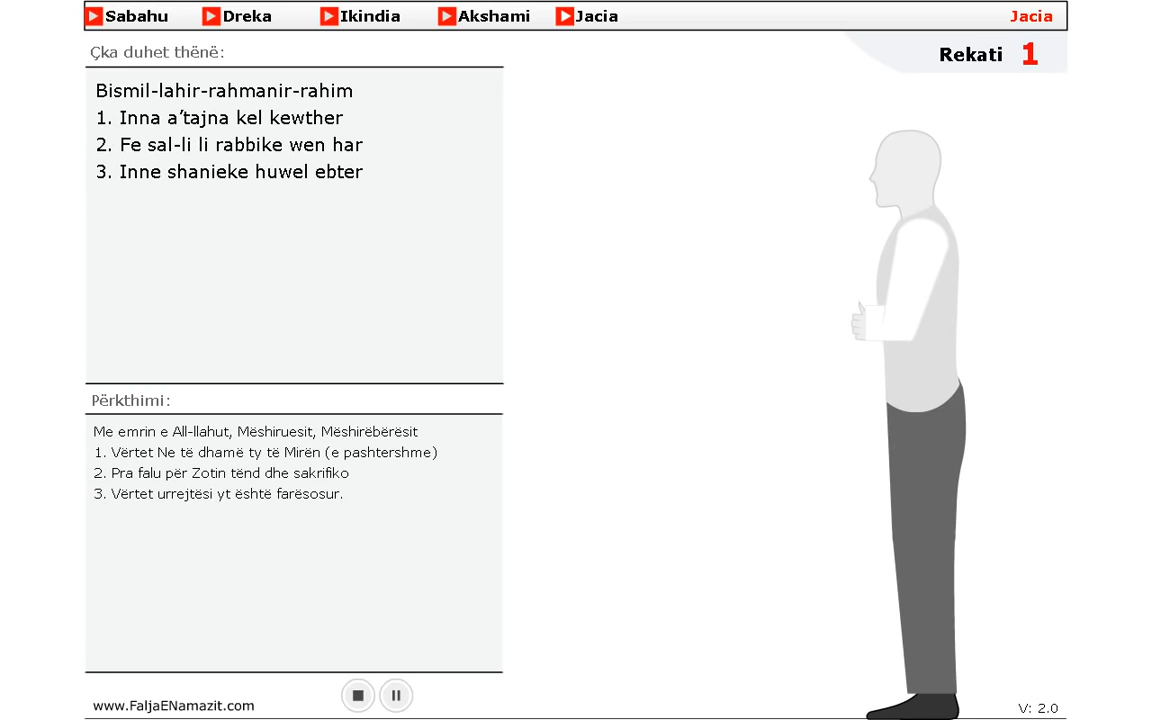 Sabahu Dreka Ikindia Akshami Jacia Jacia
Çka duhet thënë:
Rekati 1
Bismil-lahir-rahmanir-rahim
1. Inna a’tajna kel kewther
2. Fe sal-li li rabbike wen har
3. Inne shanieke huwel ebter
Përkthimi:
Me emrin e All-llahut, Mëshiruesit, Mëshirëbërësit
1. Vërtet Ne të dhamë ty të Mirën (e pashtershme)
2. Pra falu për Zotin tënd dhe sakrifiko
3. Vërtet urrejtësi yt është farësosur.
www.FaljaENamazit.com
V: 2.0